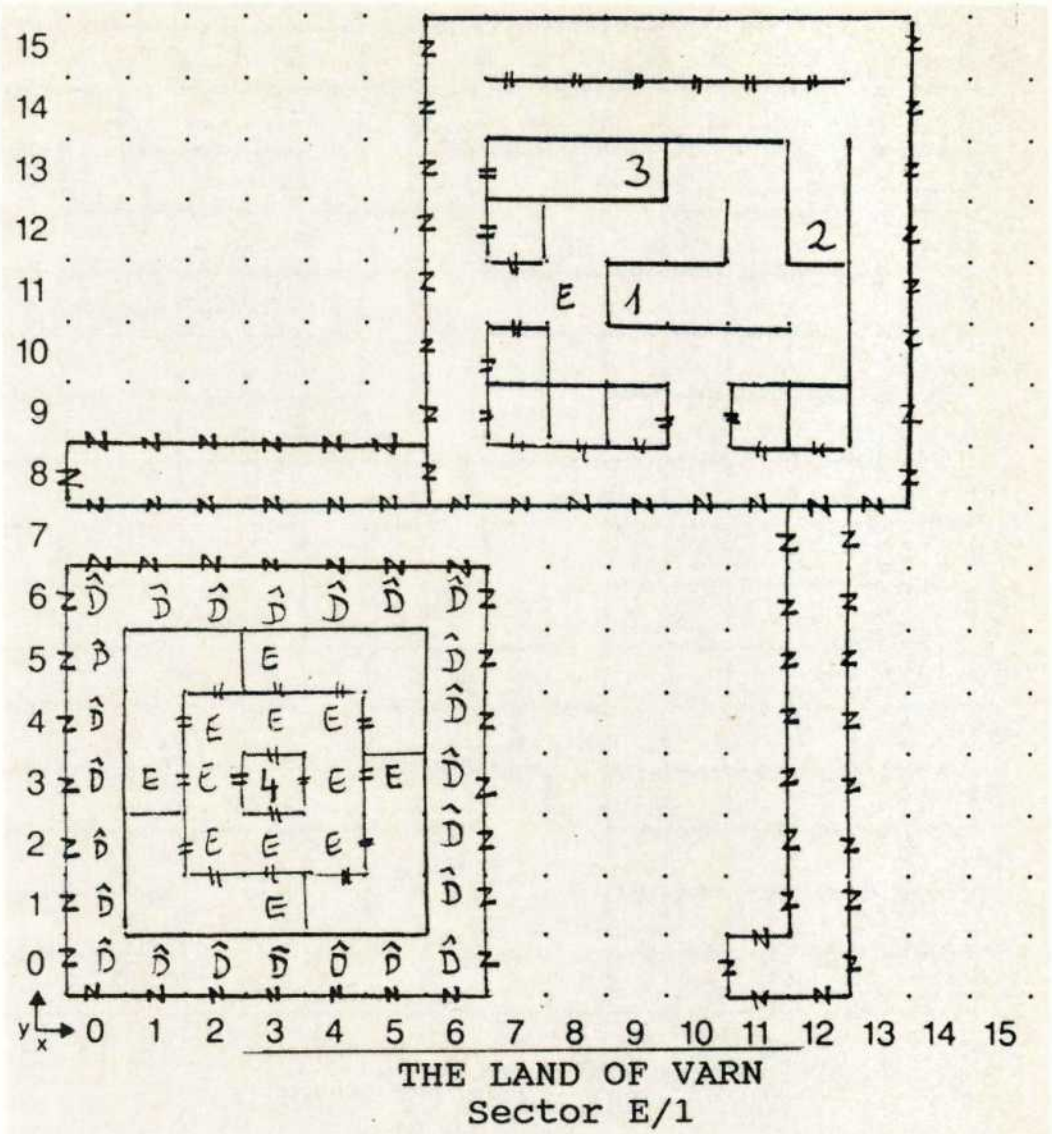 15
14
13 3
12 2
11 E 1
10
9
8
7
6 D̂ D̂ D̂ D̂ D̂ D̂ D̂
5 D̂ E D̂
4 D̂ E E E D̂
3 D̂ E E 4 E E D̂
2 D̂ E E E D̂
1 D̂ E D̂
0 D̂ D̂ D̂ D̂ D̂ D̂ D̂
y x 0 1 2 3 4 5 6 7 8 9 10 11 12 13 14 15
THE LAND OF VARN
Sector E/1